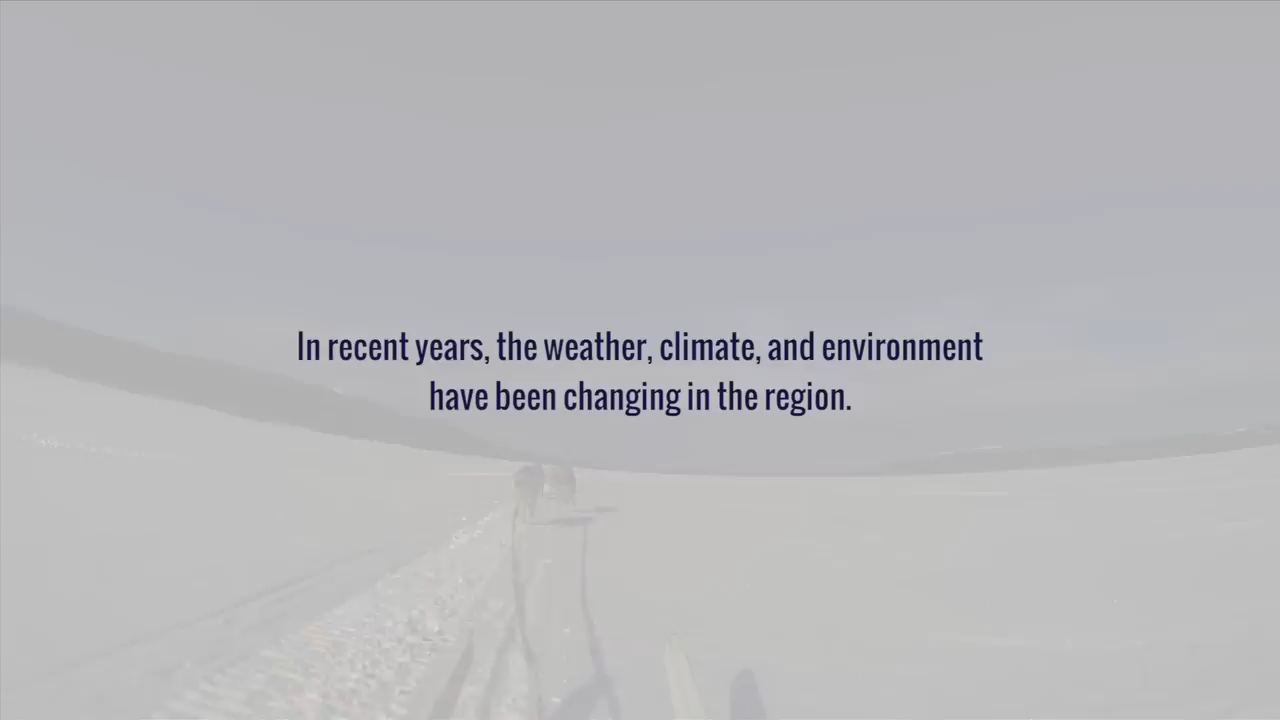 In recent years, the weather, climate, and environment
have been changing in the region.